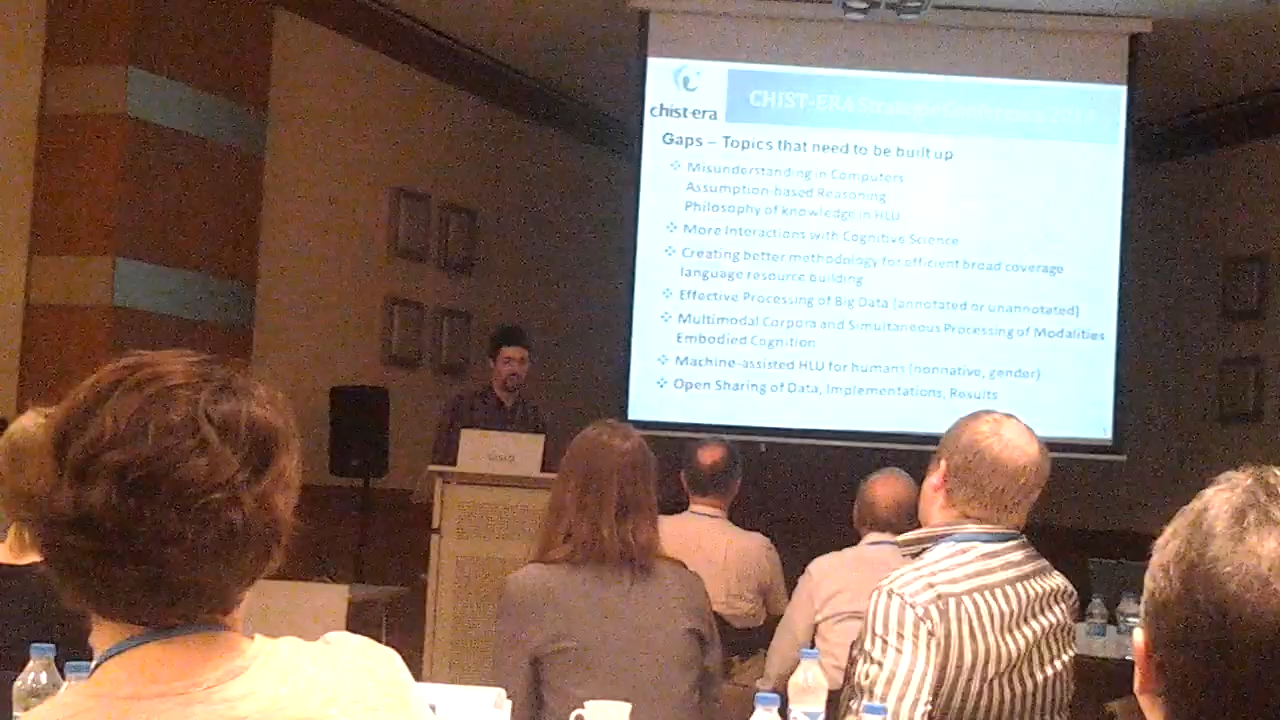 chist-era
CHIST-ERA Strategic Conference
Gaps – Topics that need to be built up
Misunderstanding in Computers
Assumption-based Reasoning
Philosophy of knowledge in HLU
More Interactions with Cognitive Science
Creating better methodology for efficient broad coverage
language resource building
Effective Processing of Big Data (annotated or unannotated)
Multimodal Corpora and Simultaneous Processing of Modalities
Embodied Cognition
Machine-assisted HLU for humans (nonnative, gender)
Open Sharing of Data, Implementations, Results